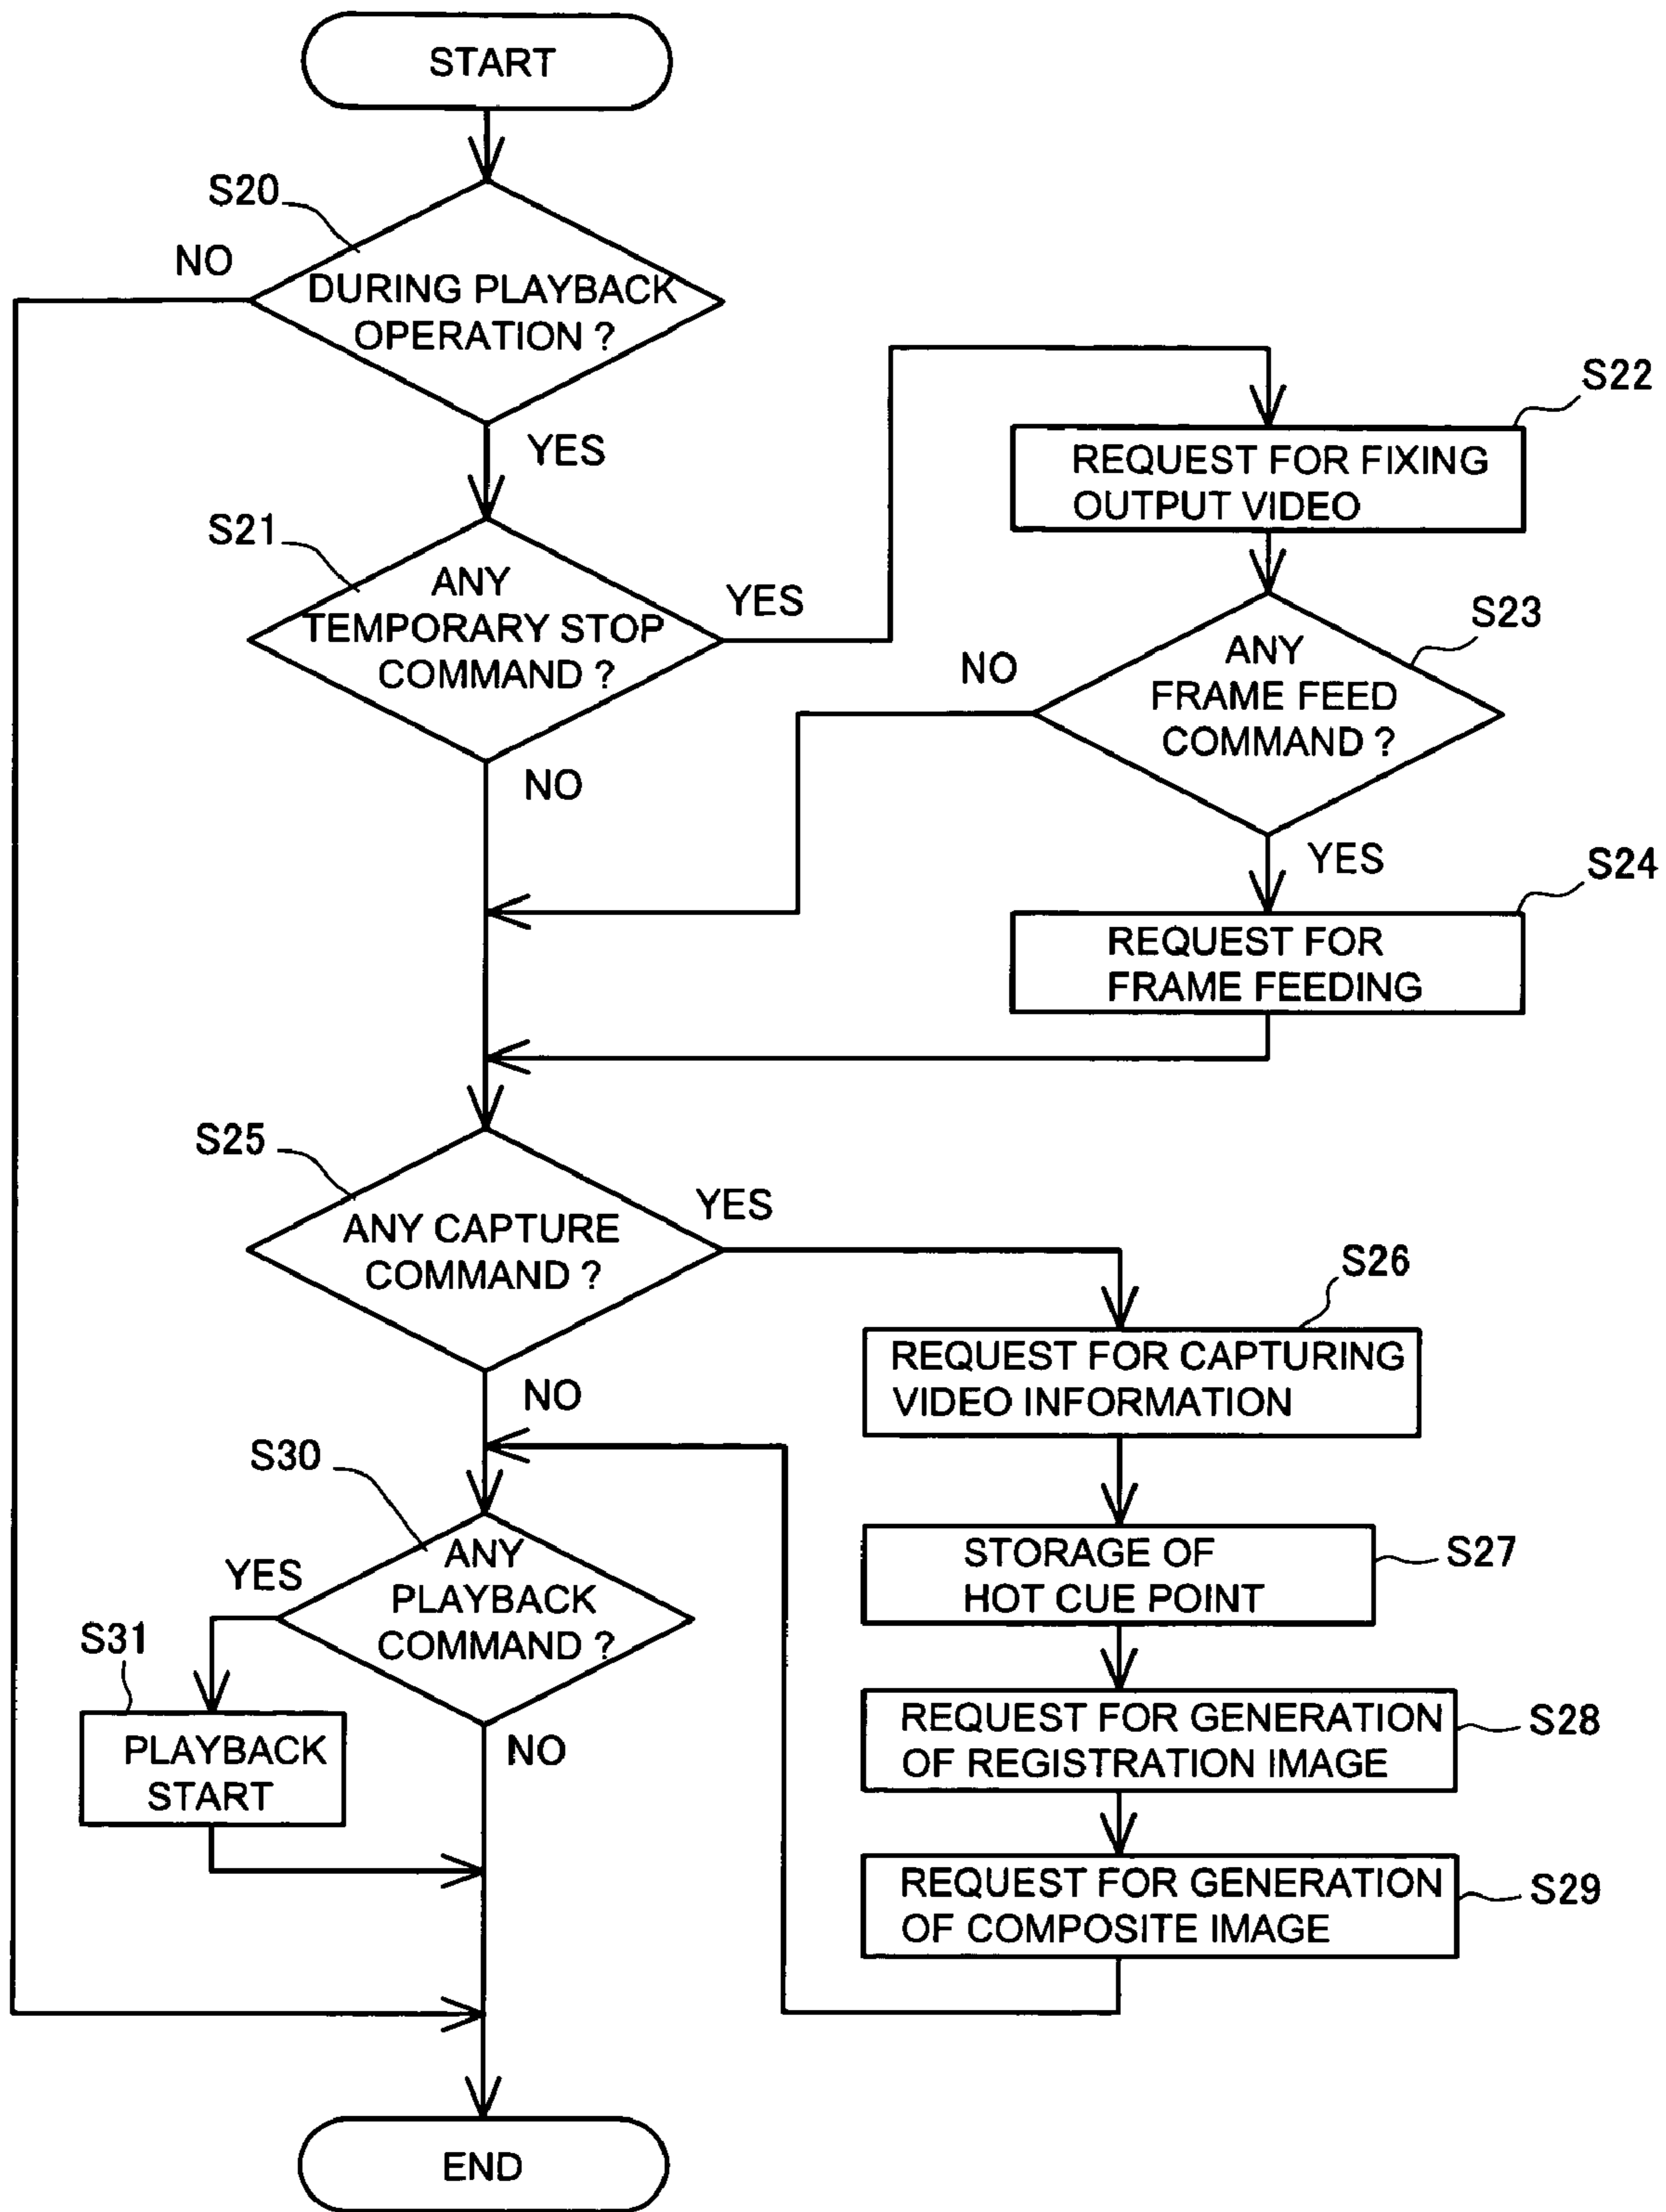 START
S20
NO
DURING PLAYBACK
OPERATION ?
YES
S21
ANY
TEMPORARY STOP
COMMAND ?
YES
NO
S22
REQUEST FOR FIXING
OUTPUT VIDEO
S23
ANY
FRAME FEED
COMMAND ?
NO
YES
S24
REQUEST FOR
FRAME FEEDING
S25
ANY CAPTURE
COMMAND ?
YES
NO
S26
REQUEST FOR CAPTURING
VIDEO INFORMATION
S27
STORAGE OF
HOT CUE POINT
S28
REQUEST FOR GENERATION
OF REGISTRATION IMAGE
S29
REQUEST FOR GENERATION
OF COMPOSITE IMAGE
S30
ANY
PLAYBACK
COMMAND ?
YES
NO
S31
PLAYBACK
START
END